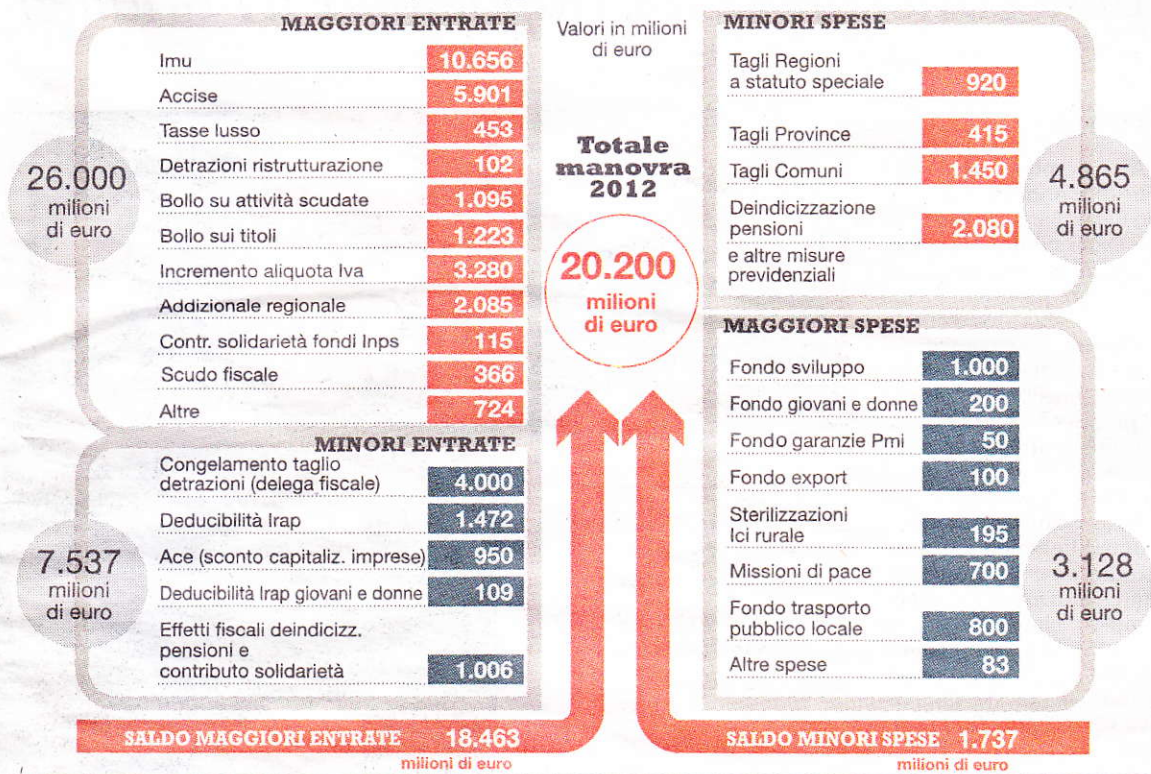 MAGGIORI ENTRATE
Imu 10.656
Accise 5.901
Tasse lusso 453
Detrazioni ristrutturazione 102
Bollo su attività scudate 1.095
Bollo sui titoli 1.223
Incremento aliquota Iva 3.280
Addizionale regionale 2.085
Contr. solidarietà fondi Inps 115
Scudo fiscale 366
Altre 724
26.000
milioni
di euro
MINORI ENTRATE
Congelamento taglio
detrazioni (delega fiscale) 4.000
Deducibilità Irap 1.472
Ace (sconto capitaliz. imprese) 950
Deducibilità Irap giovani e donne 109
Effetti fiscali deindicizz.
pensioni e
contributo solidarietà 1.006
7.537
milioni
di euro
SALDO MAGGIORI ENTRATE 18.463
milioni di euro
Valori in milioni
di euro
Totale
manovra
2012
20.200
milioni
di euro
MINORI SPESE
Tagli Regioni
a statuto speciale 920
Tagli Province 415
Tagli Comuni 1.450
Deindicizzazione
pensioni 2.080
e altre misure
previdenziali
4.865
milioni
di euro
MAGGIORI SPESE
Fondo sviluppo 1.000
Fondo giovani e donne 200
Fondo garanzie Pmi 50
Fondo export 100
Sterilizzazioni
Ici rurale 195
Missioni di pace 700
Fondo trasporto
pubblico locale 800
Altre spese 83
3.128
milioni
di euro
SALDO MINORI SPESE 1.737
milioni di euro